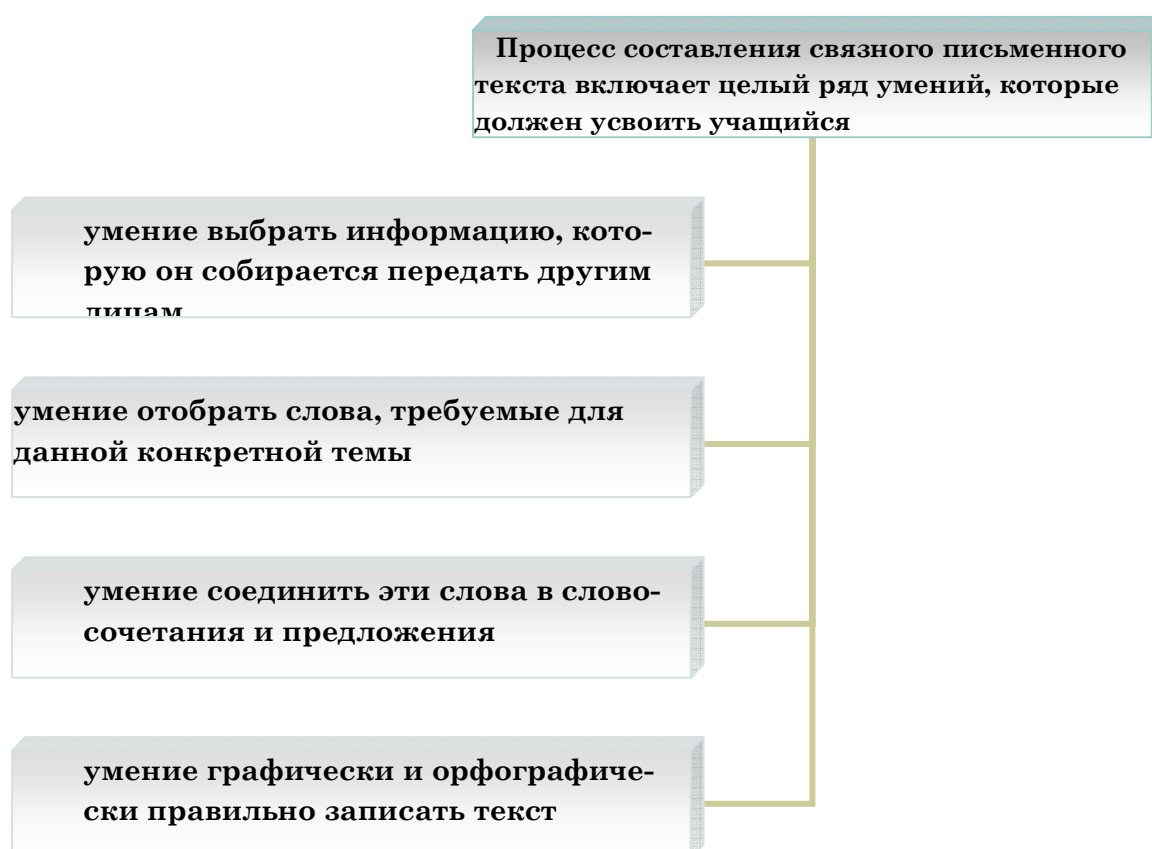 Процесс составления связного письменного
текста включает целый ряд умений, которые
должен усвоить учащийся
умение выбрать информацию, кото-
рую он собирается передать другим
лицам
умение отобрать слова, требуемые для
данной конкретной темы
умение соединить эти слова в слово-
сочетания и предложения
умение графически и орфографиче-
ски правильно записать текст